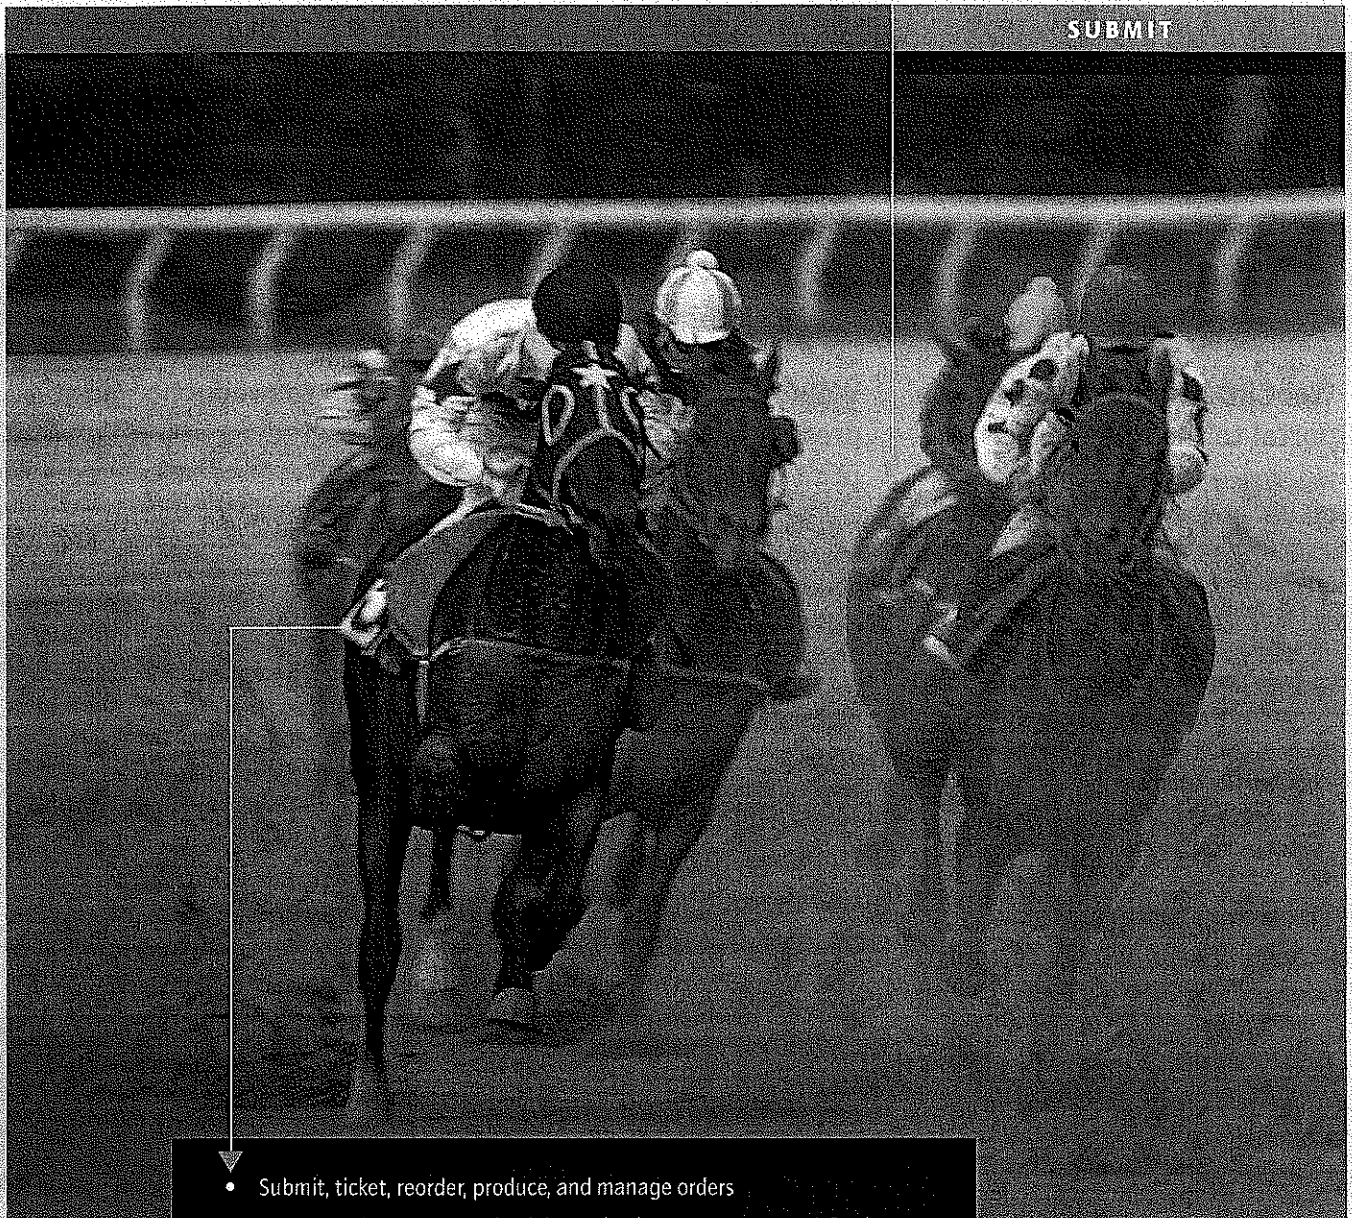 SUBMIT
• Submit, ticket, reorder, produce, and manage orders